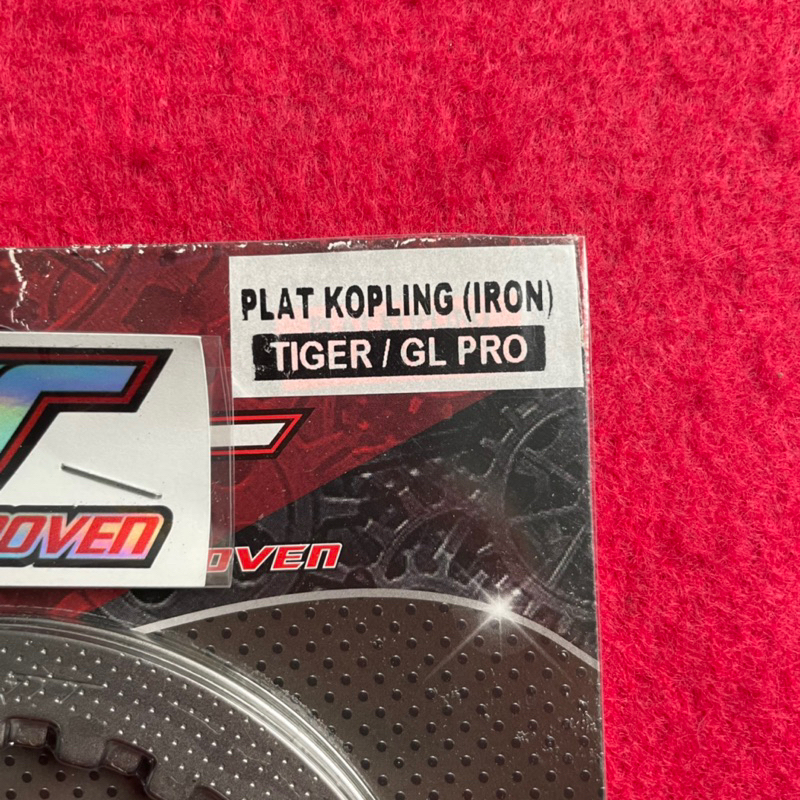 PLAT KOPLING (IRON)
TIGER / GL PRO